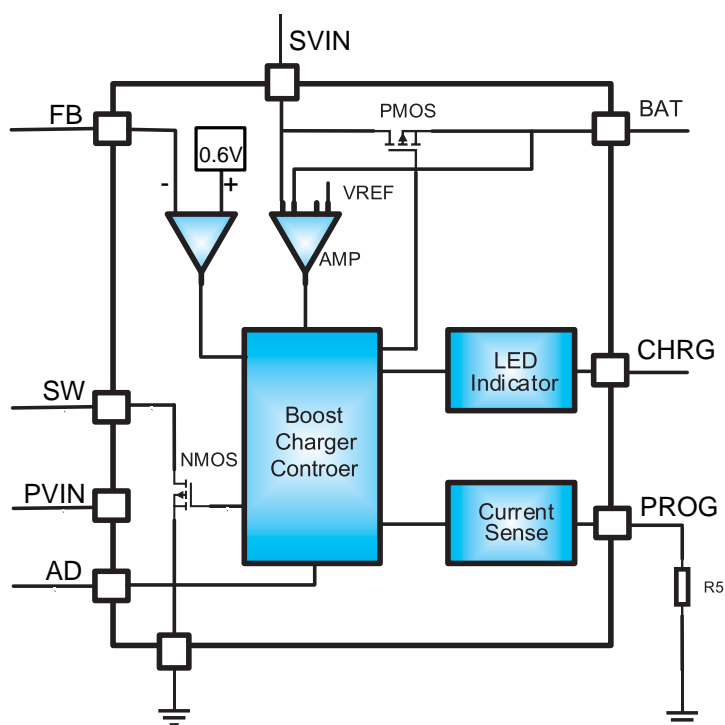 SVIN
FB
PMOS
BAT
0.6V
-
+
VREF
AMP
LED
Indicator
CHRG
SW
Boost
Charger
Controer
NMOS
PVIN
Current
Sense
PROG
AD
R5